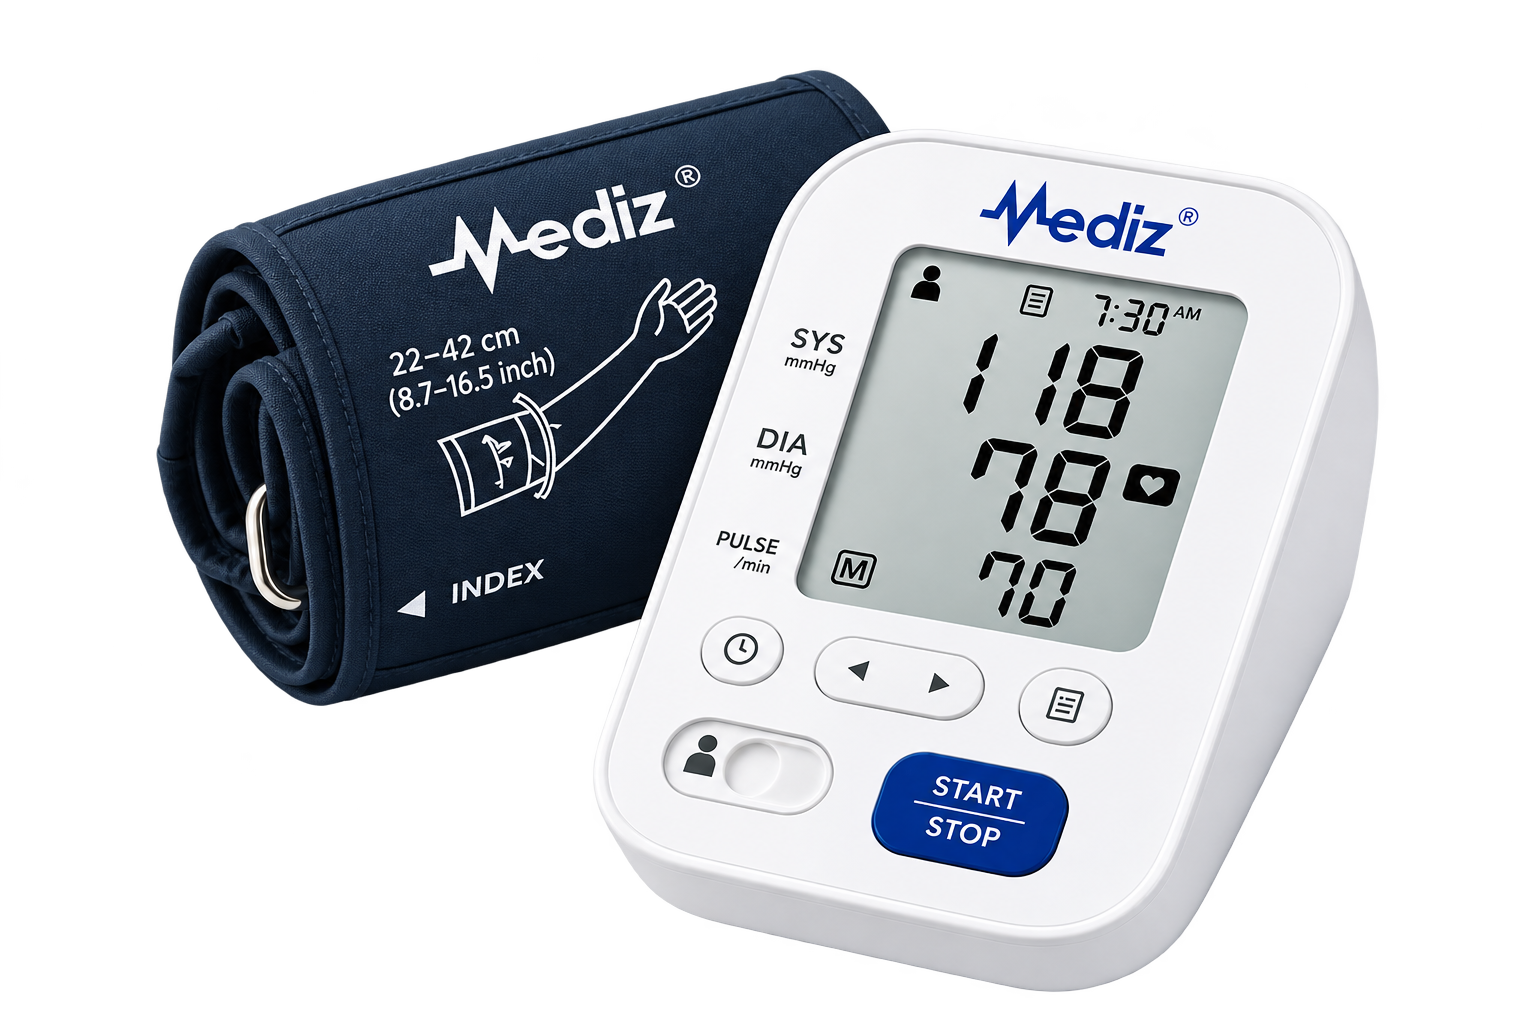 Mediz®
22–42 cm
(8.7–16.5 inch)
INDEX
Mediz®
7:30 AM
SYS
mmHg
118
DIA
mmHg
78
PULSE
/min
M
70
START
STOP